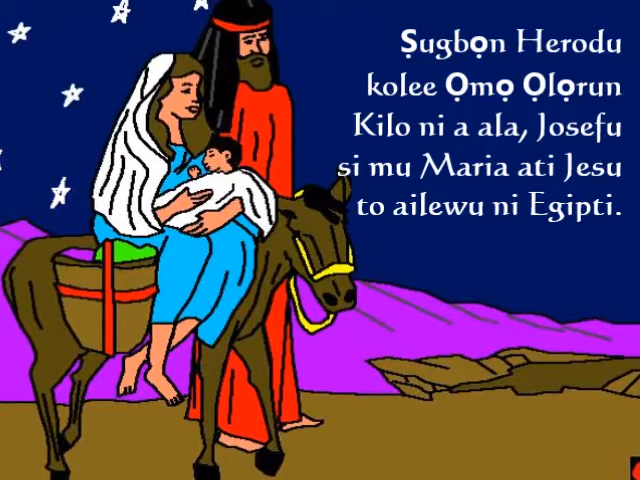 Ṣugbọn Herodu
kolee Ọmọ Ọlọrun
Kilo ni a ala, Josefu
si mu Maria ati Jesu
to ailewu ni Egipti.